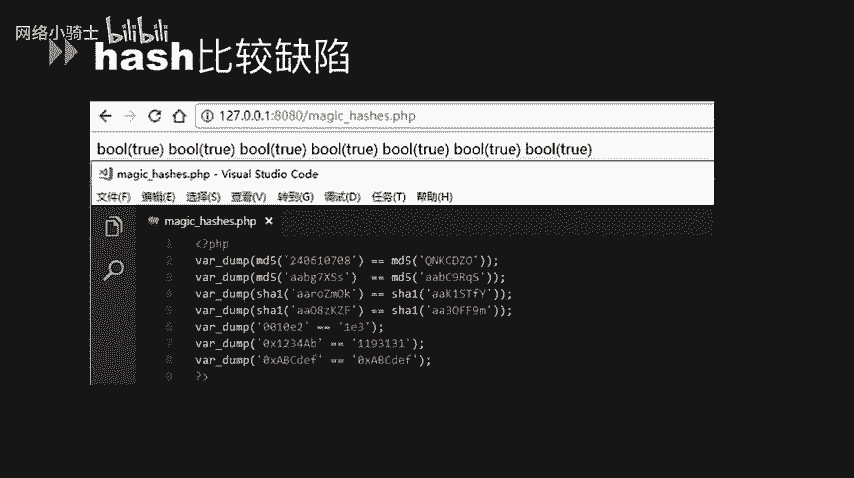 网络小骑士 bilibili
hash比较缺陷
127.0.0.1:8080/magic_hashes.php
bool(true) bool(true) bool(true) bool(true) bool(true) bool(true) bool(true)
magic_hashes.php - Visual Studio Code
文件(F) 编辑(E) 选择(S) 查看(V) 转到(G) 调试(D) 任务(T) 帮助(H)
magic_hashes.php ×
1 <?php
2 var_dump(md5('240610708') == md5('QNKCDZO'));
3 var_dump(md5('aabg7XSs') == md5('aabC9RqS'));
4 var_dump(sha1('aaroZmOk') == sha1('aaK1STfY'));
5 var_dump(sha1('aaO8zKZF') == sha1('aa3OFF9m'));
6 var_dump('0010e2' == '1e3');
7 var_dump('0x1234Ab' == '1193131');
8 var_dump('0xABCdef' == '0xABCdef');
9 ?>